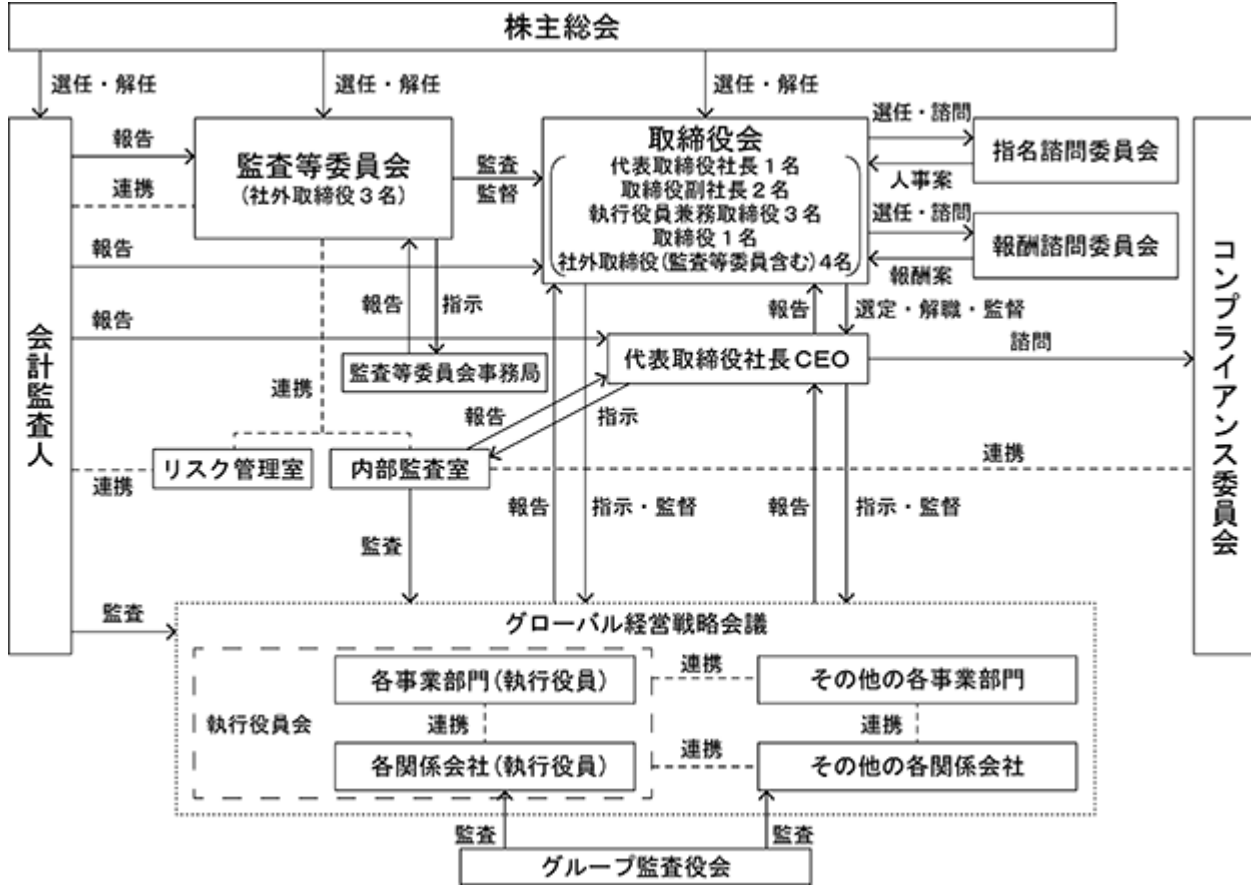 株主総会
選任・解任
選任・解任
選任・解任
会計監査人
報告
連携
監査等委員会
(社外取締役3名)
監査
監督
取締役会
代表取締役社長1名
取締役副社長2名
執行役員兼務取締役3名
取締役1名
社外取締役(監査等委員含む)4名
選任・諮問
指名諮問委員会
人事案
選任・諮問
報酬諮問委員会
報酬案
コンプライアンス委員会
報告
報告
報告
指示
監査等委員会事務局
報告
選定・解職・監督
代表取締役社長CEO
諮問
連携
報告
指示
リスク管理室
内部監査室
連携
連携
監査
報告
指示・監督
報告
指示・監督
監査
グローバル経営戦略会議
執行役員会
各事業部門(執行役員)
連携
その他の各事業部門
連携
連携
各関係会社(執行役員)
連携
その他の各関係会社
監査
監査
グループ監査役会